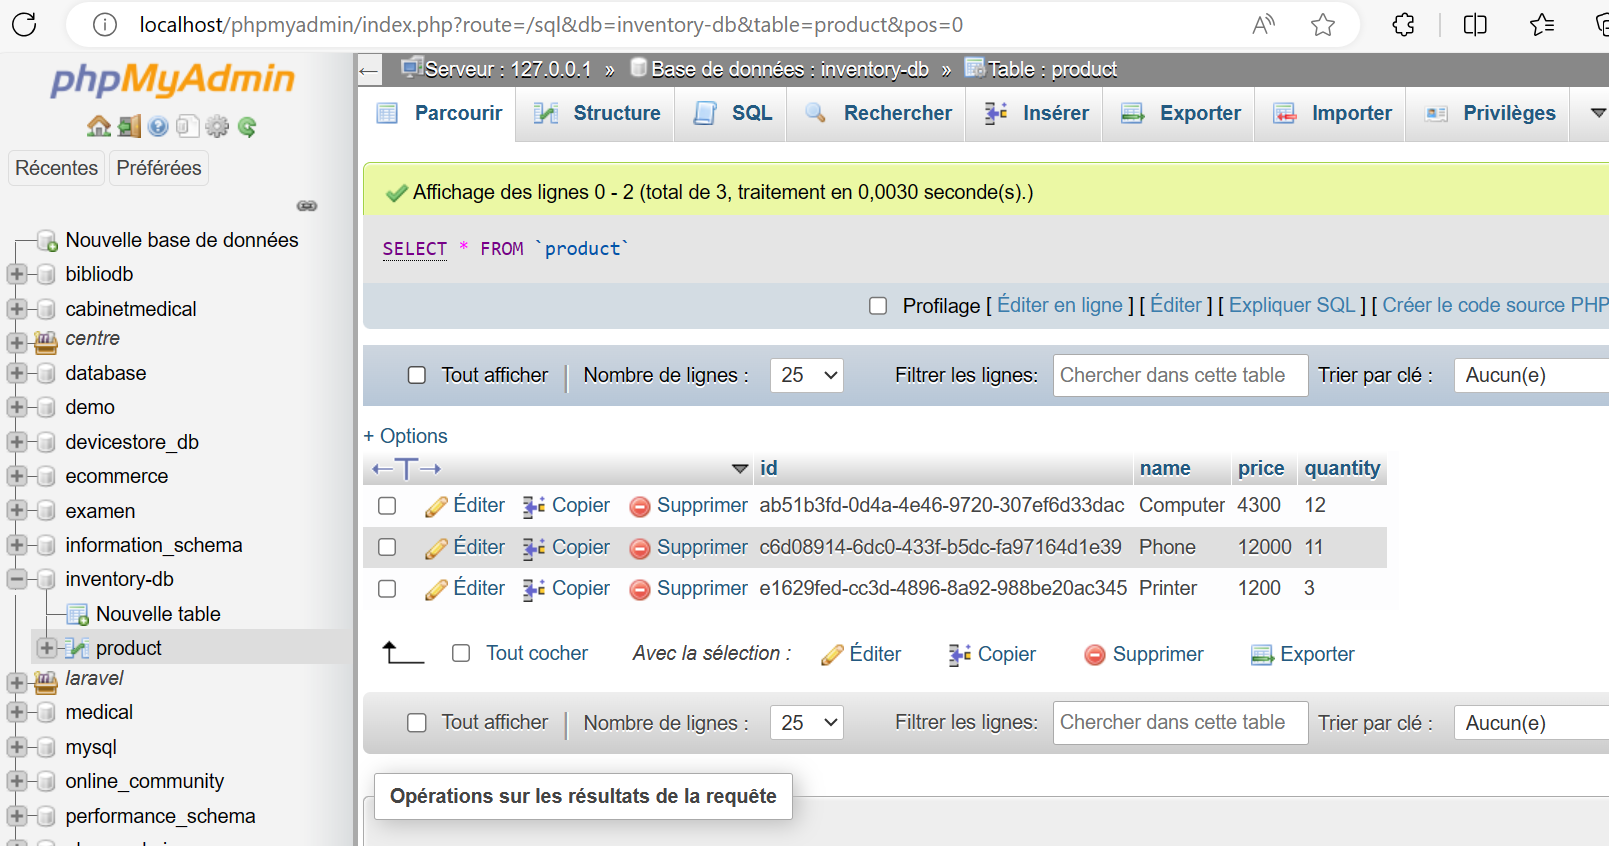 localhost/phpmyadmin/index.php?route=/sql&db=inventory-db&table=product&pos=0
phpMyAdmin
Récentes Préférées
Nouvelle base de données
bibliodb
cabinetmedical
centre
database
demo
devicestore_db
ecommerce
examen
information_schema
inventory-db
Nouvelle table
product
laravel
medical
mysql
online_community
performance_schema
Serveur : 127.0.0.1 » Base de données : inventory-db » Table : product
Parcourir Structure SQL Rechercher Insérer Exporter Importer Privilèges
Affichage des lignes 0 - 2 (total de 3, traitement en 0,0030 seconde(s).)
SELECT * FROM `product`
Profilage [ Éditer en ligne ] [ Éditer ] [ Expliquer SQL ] [ Créer le code source PHP
Tout afficher | Nombre de lignes : 25 Filtrer les lignes: Chercher dans cette table Trier par clé : Aucun(e)
+ Options
←T→ id name price quantity
Éditer Copier Supprimer ab51b3fd-0d4a-4e46-9720-307ef6d33dac Computer 4300 12
Éditer Copier Supprimer c6d08914-6dc0-433f-b5dc-fa97164d1e39 Phone 12000 11
Éditer Copier Supprimer e1629fed-cc3d-4896-8a92-988be20ac345 Printer 1200 3
Tout cocher Avec la sélection : Éditer Copier Supprimer Exporter
Tout afficher | Nombre de lignes : 25 Filtrer les lignes: Chercher dans cette table Trier par clé : Aucun(e)
Opérations sur les résultats de la requête